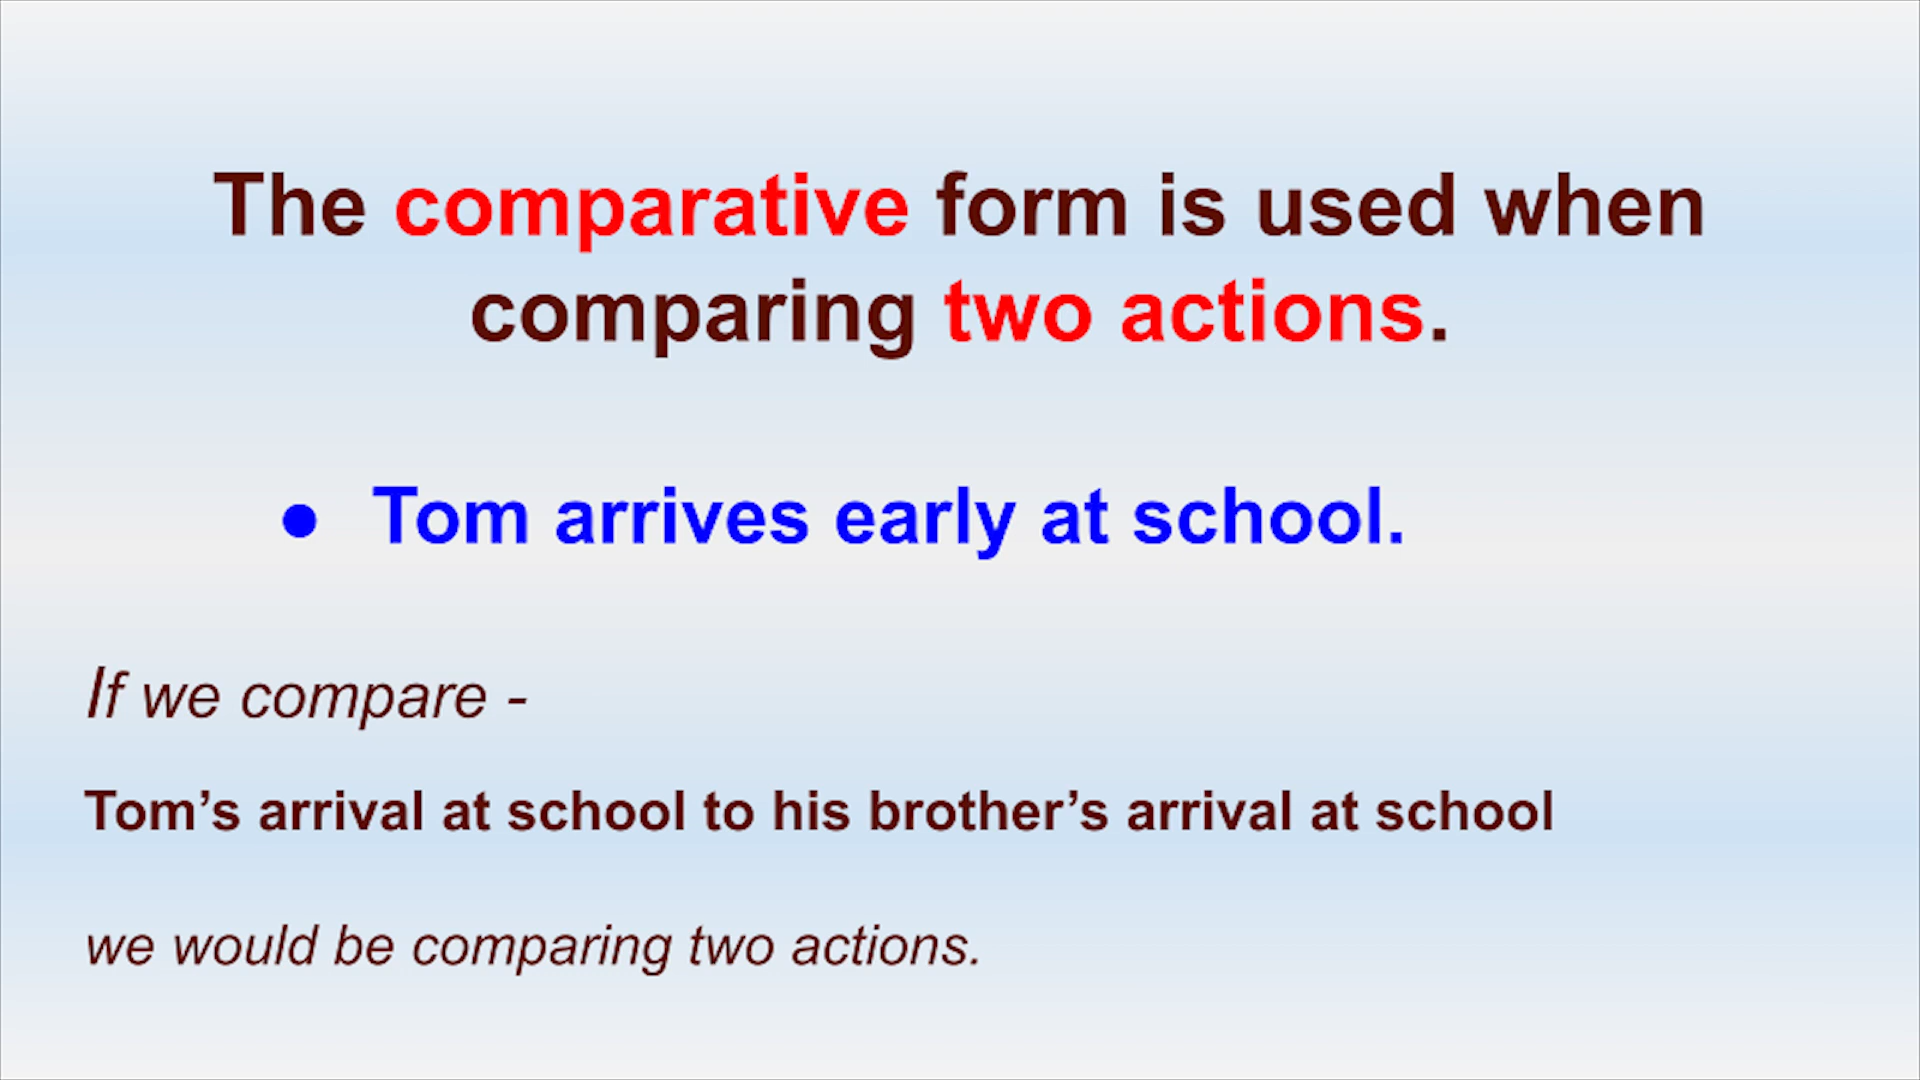 The comparative form is used when
comparing two actions.
● Tom arrives early at school.
If we compare -
Tom’s arrival at school to his brother’s arrival at school
we would be comparing two actions.